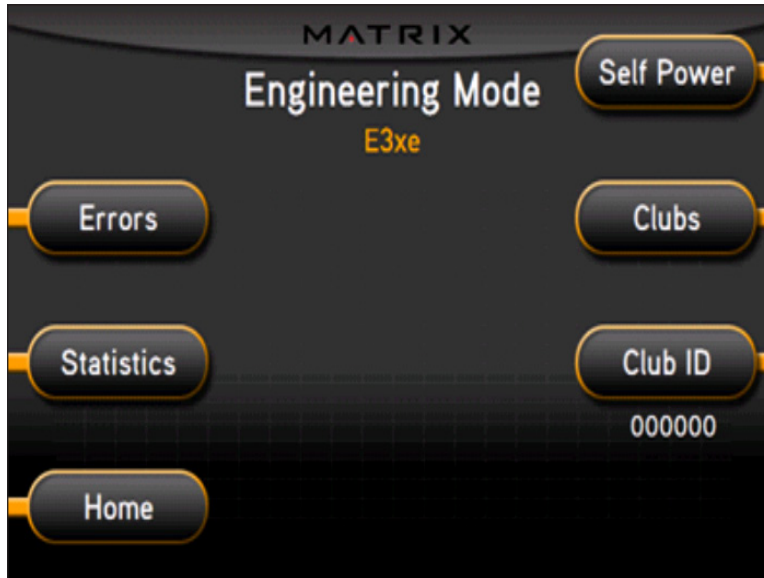 MATRIX
Engineering Mode
E3xe
Self Power
Errors
Clubs
Statistics
Club ID
000000
Home